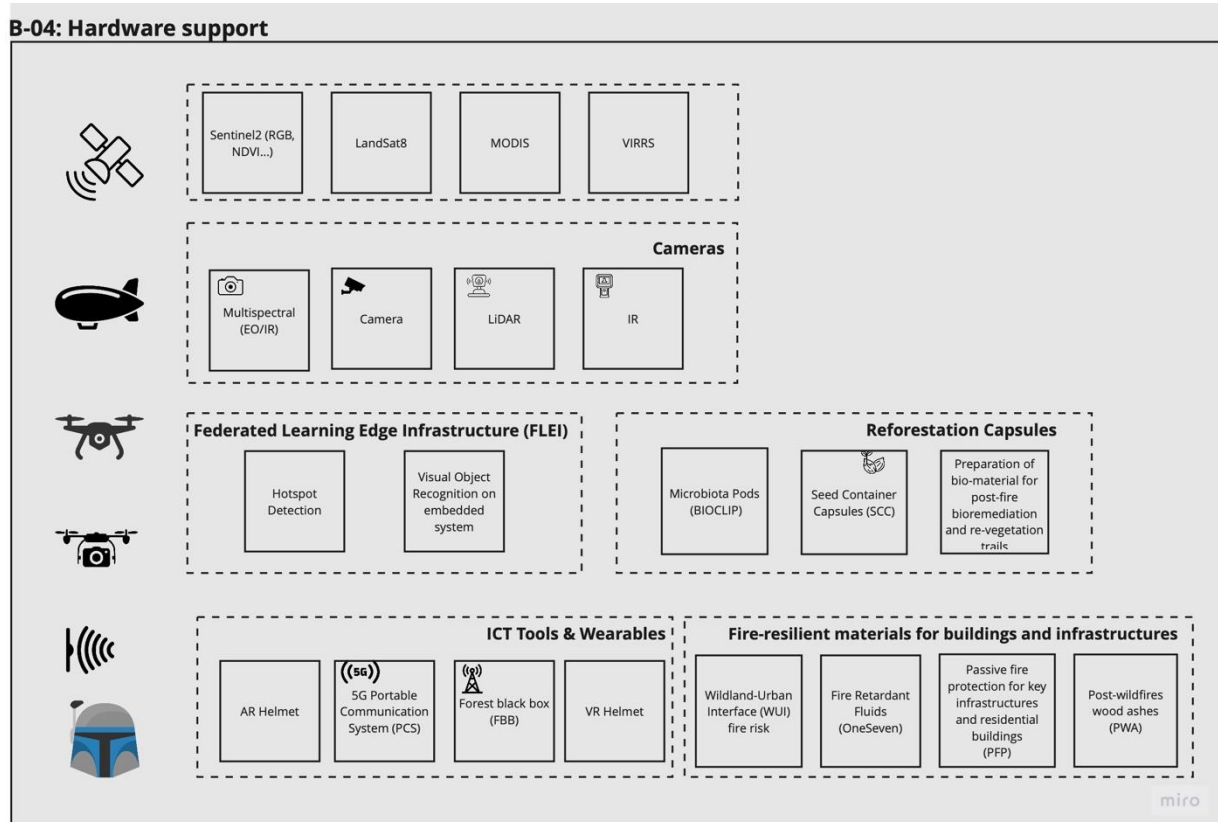 B-04: Hardware support
Sentinel2 (RGB,
NDVI...)
LandSat8
MODIS
VIRRS
Cameras
Multispectral
(EO/IR)
Camera
LiDAR
IR
Federated Learning Edge Infrastructure (FLEI)
Hotspot
Detection
Visual Object
Recognition on
embedded
system
Reforestation Capsules
Microbiota Pods
(BIOCLIP)
Seed Container
Capsules (SCC)
Preparation of
bio-material for
post-fire
bioremediation
and re-vegetation
trails
ICT Tools & Wearables
AR Helmet
5G
5G Portable
Communication
System (PCS)
Forest black box
(FBB)
VR Helmet
Fire-resilient materials for buildings and infrastructures
Wildland-Urban
Interface (WUI)
fire risk
Fire Retardant
Fluids
(OneSeven)
Passive fire
protection for key
infrastructures
and residential
buildings
(PFP)
Post-wildfires
wood ashes
(PWA)
miro